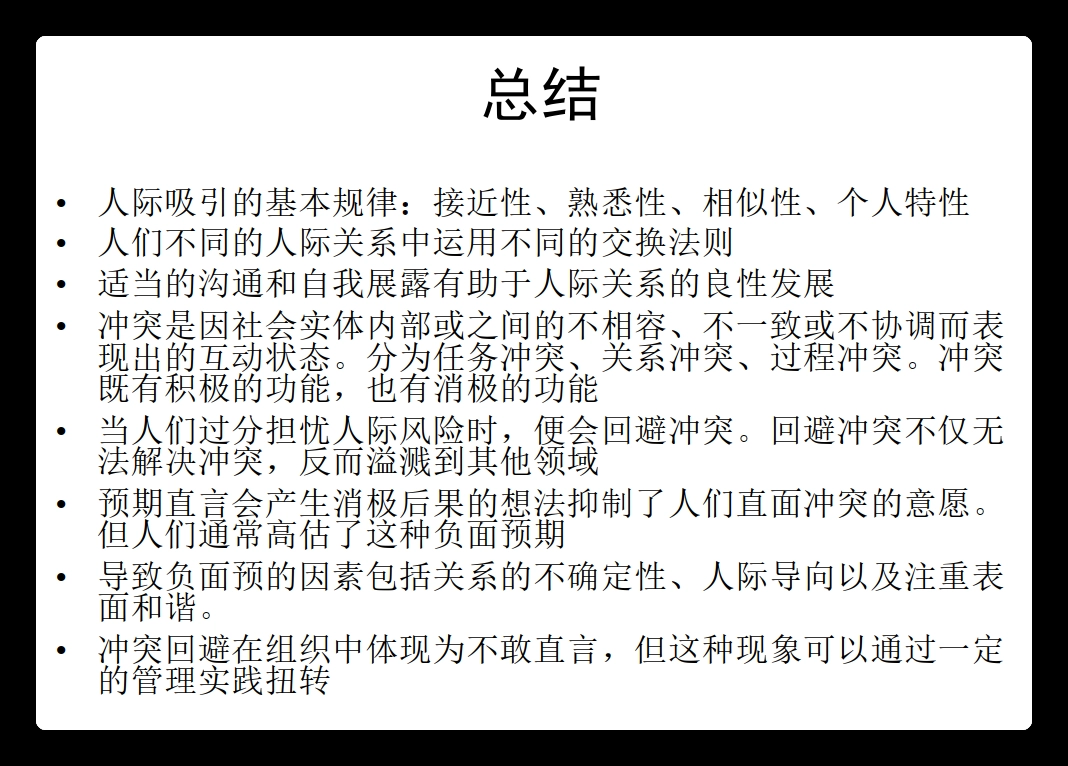 总结
• 人际吸引的基本规律：接近性、熟悉性、相似性、个人特性
• 人们不同的人际关系中运用不同的交换法则
• 适当的沟通和自我展露有助于人际关系的良性发展
• 冲突是因社会实体内部或之间的不相容、不一致或不协调而表
现出的互动状态。分为任务冲突、关系冲突、过程冲突。冲突
既有积极的功能，也有消极的功能
• 当人们过分担忧人际风险时，便会回避冲突。回避冲突不仅无
法解决冲突，反而溢溅到其他领域
• 预期直言会产生消极后果的想法抑制了人们直面冲突的意愿。
但人们通常高估了这种负面预期
• 导致负面预的因素包括关系的不确定性、人际导向以及注重表
面和谐。
• 冲突回避在组织中体现为不敢直言，但这种现象可以通过一定
的管理实践扭转